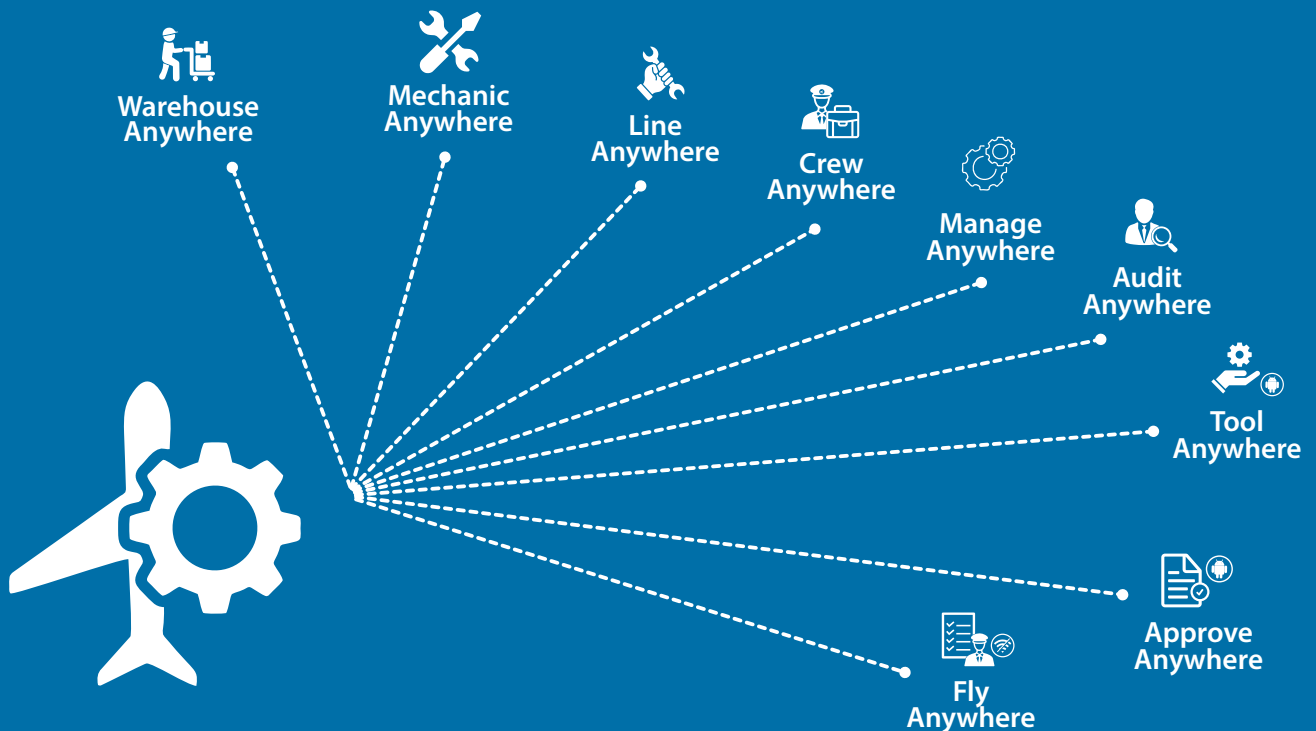 Warehouse
Anywhere
Mechanic
Anywhere
Line
Anywhere
Crew
Anywhere
Manage
Anywhere
Audit
Anywhere
Tool
Anywhere
Approve
Anywhere
Fly
Anywhere